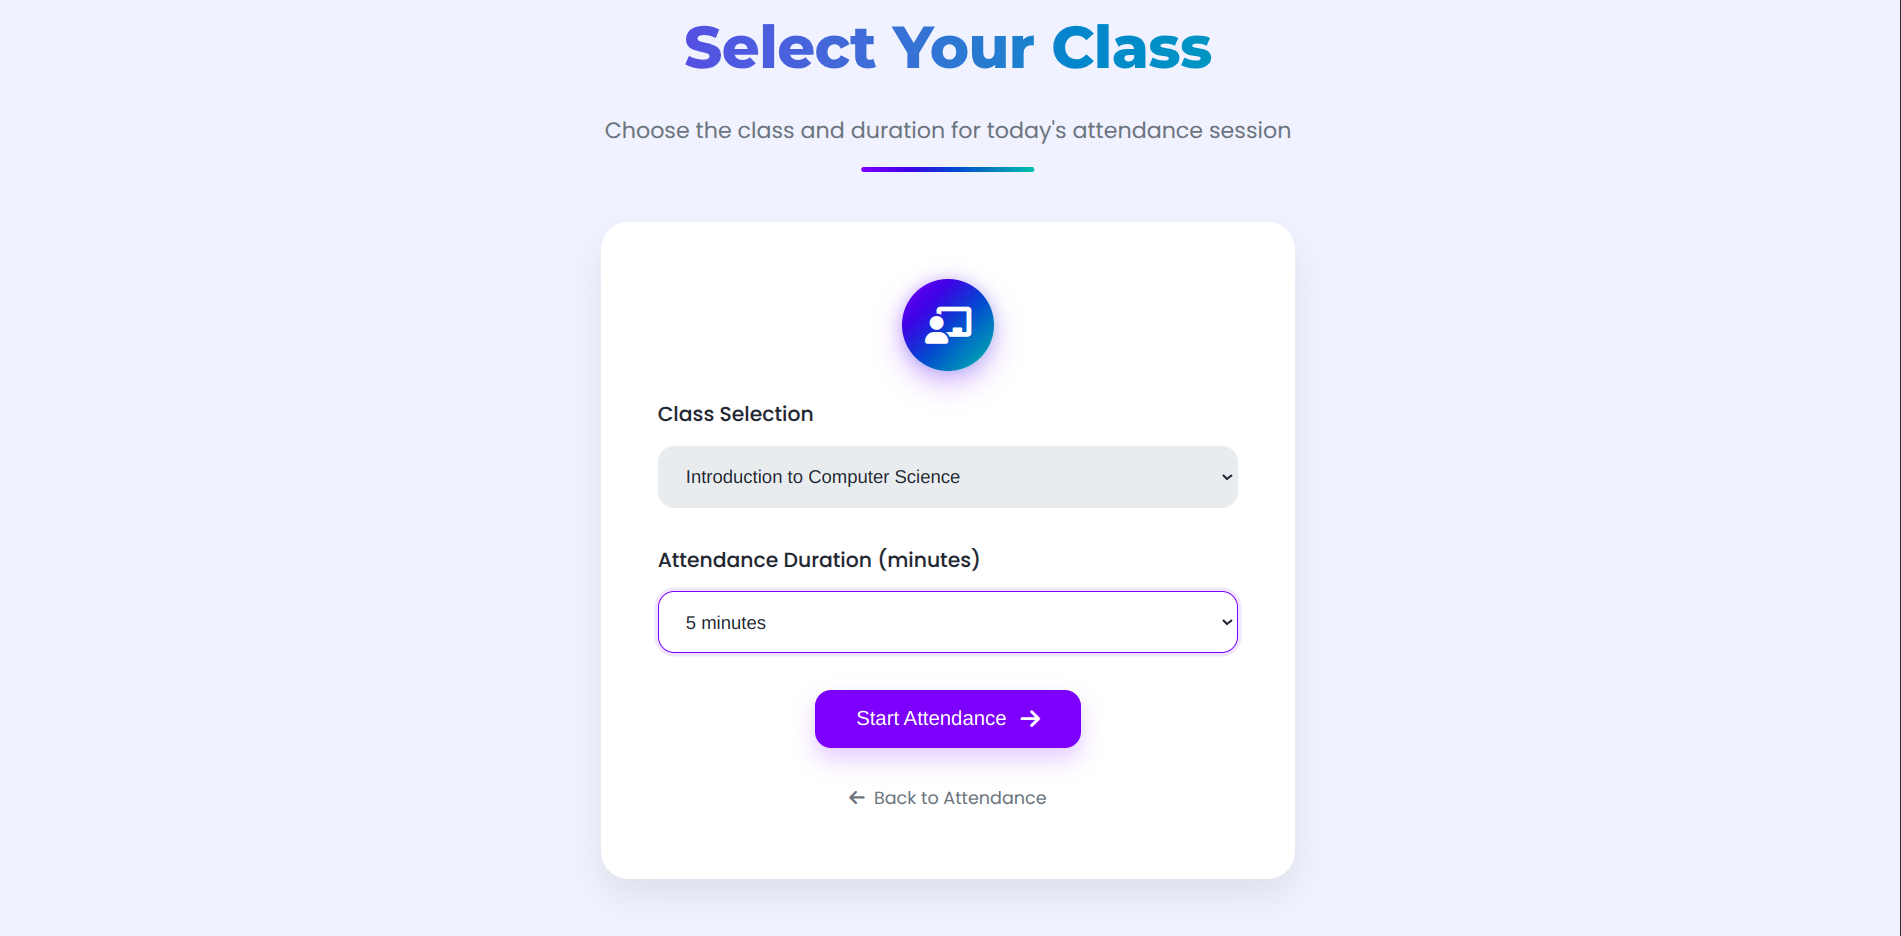 Select Your Class
Choose the class and duration for today's attendance session
Class Selection
Introduction to Computer Science
Attendance Duration (minutes)
5 minutes
Start Attendance
Back to Attendance